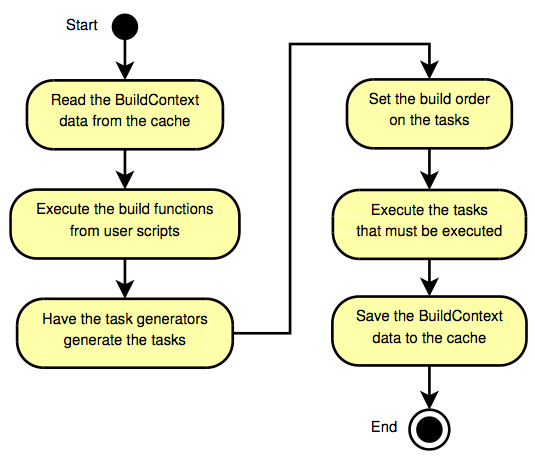 Start
Read the BuildContext
data from the cache
Execute the build functions
from user scripts
Have the task generators
generate the tasks
Set the build order
on the tasks
Execute the tasks
that must be executed
Save the BuildContext
data to the cache
End